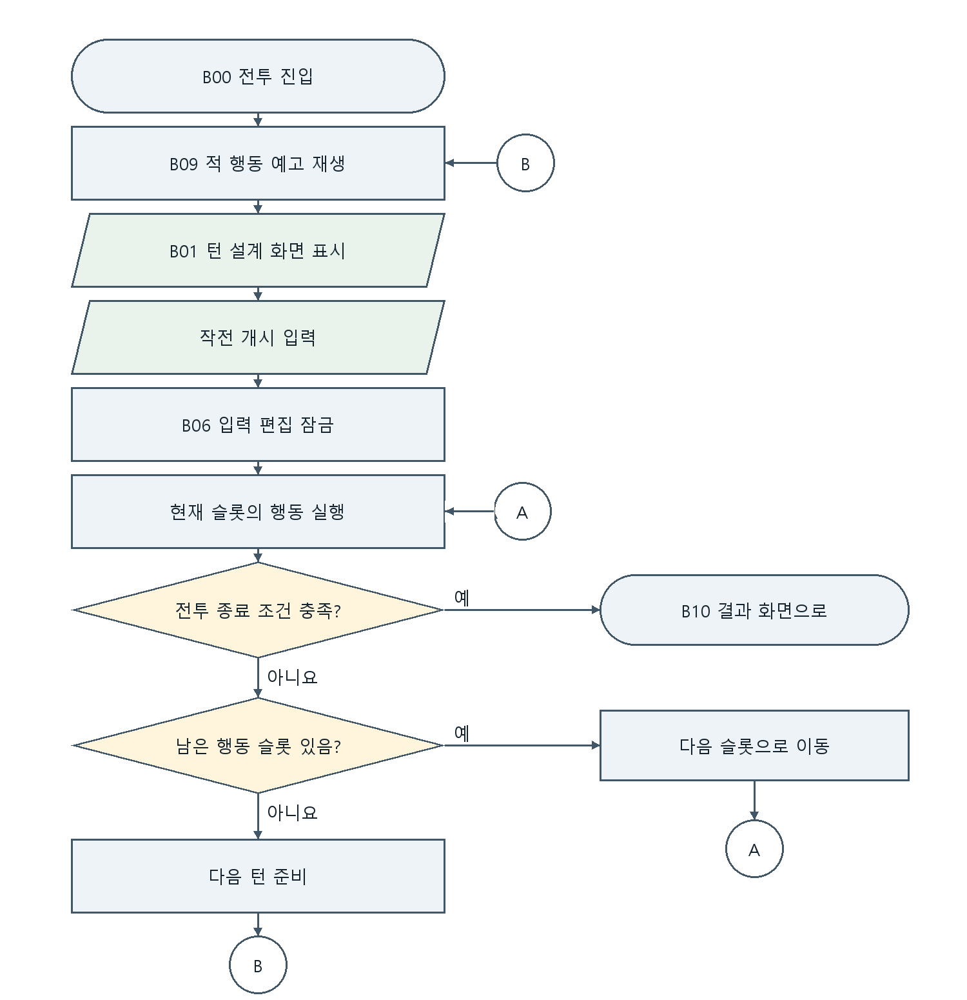 B00 전투 진입
B09 적 행동 예고 재생
B
B01 턴 설계 화면 표시
작전 개시 입력
B06 입력 편집 잠금
현재 슬롯의 행동 실행
A
전투 종료 조건 충족?
예
B10 결과 화면으로
아니요
남은 행동 슬롯 있음?
예
다음 슬롯으로 이동
아니요
A
다음 턴 준비
B